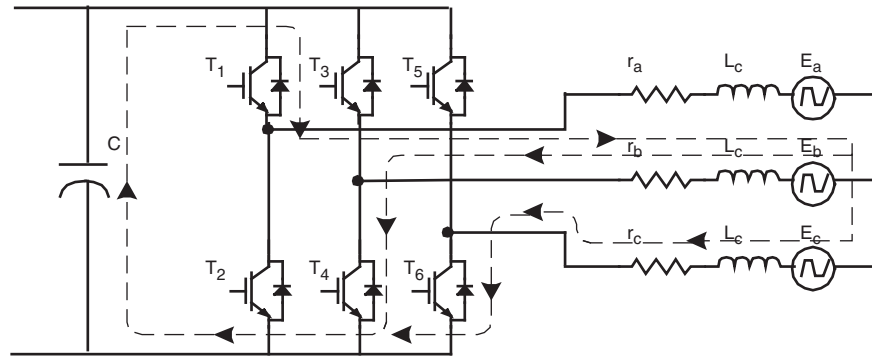 T1 T3 T5 ra Lc Ea
C
rb Lc Eb
T2 T4 T6 rc Lc Ec